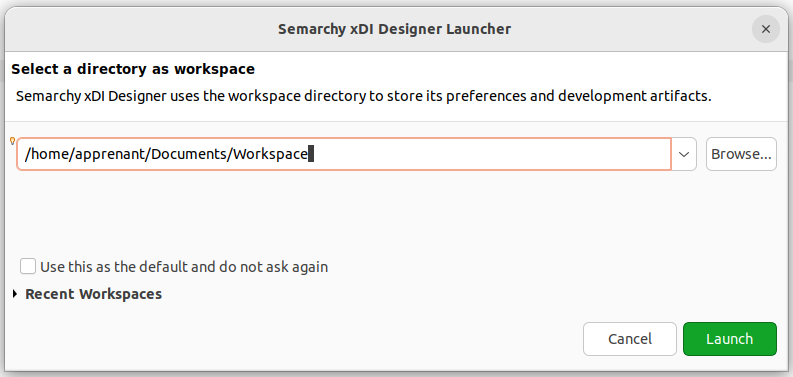 Semarchy xDI Designer Launcher
Select a directory as workspace
Semarchy xDI Designer uses the workspace directory to store its preferences and development artifacts.
/home/apprenant/Documents/Workspace
Browse...
Use this as the default and do not ask again
Recent Workspaces
Cancel
Launch